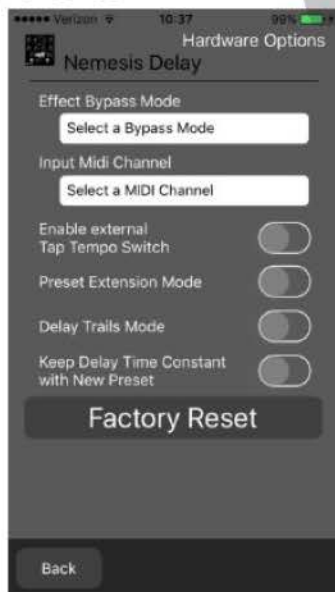 Verizon 10:37 99%
Hardware Options
Nemesis Delay
Effect Bypass Mode
Select a Bypass Mode
Input Midi Channel
Select a MIDI Channel
Enable external
Tap Tempo Switch
Preset Extension Mode
Delay Trails Mode
Keep Delay Time Constant
with New Preset
Factory Reset
Back